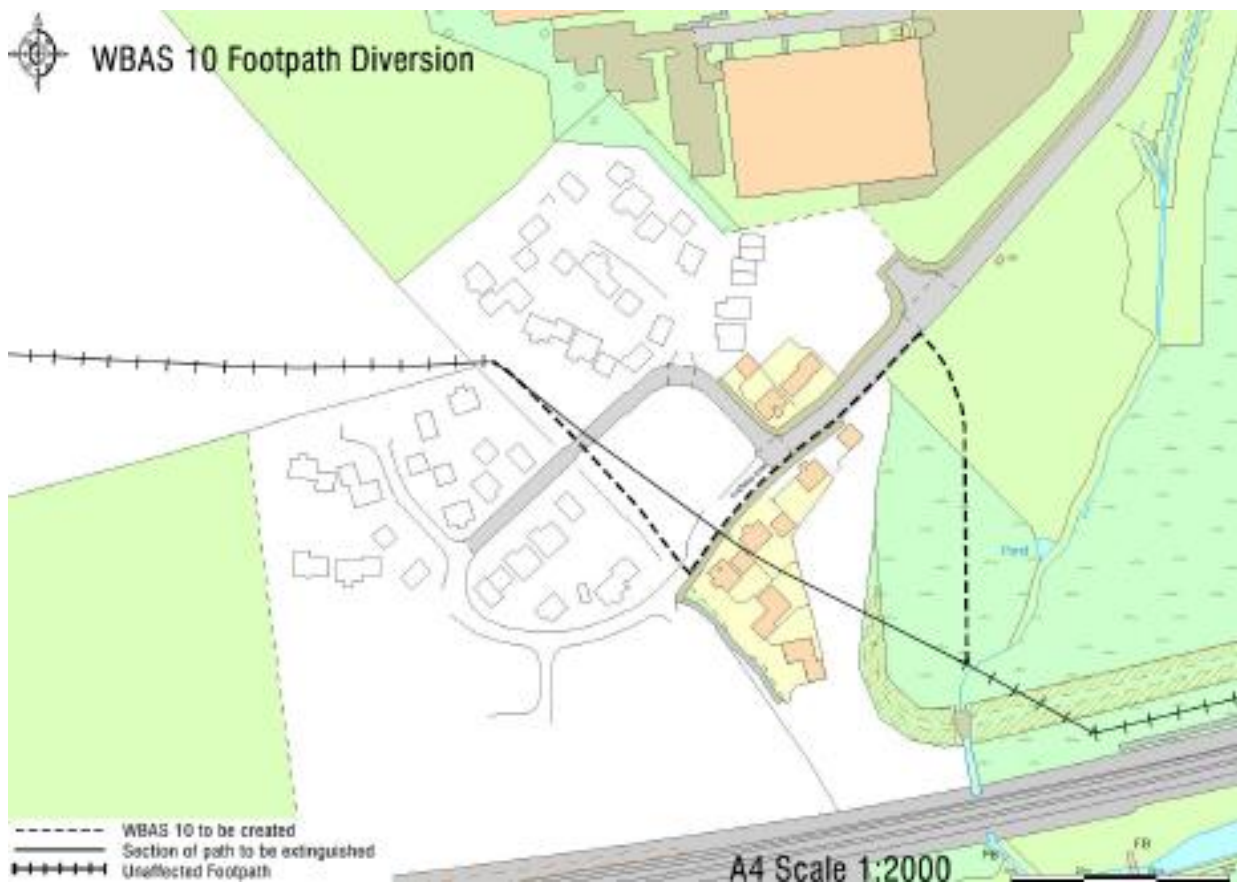 WBAS 10 Footpath Diversion
Pond
WBAS 10 to be created
Section of path to be extinguished
Unaffected Footpath
A4 Scale 1:2000
FB
FB